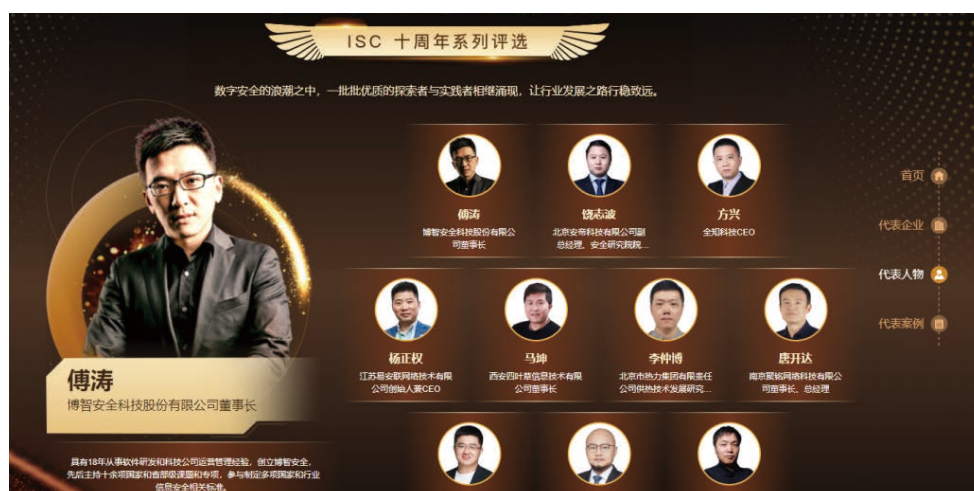 ISC 十周年系列评选
数字安全的浪潮之中，一批批优质的探索者与实践者相继涌现，让行业发展之路行稳致远。
傅涛
博智安全科技股份有限公司董事长
具有18年从事软件研发和科技公司运营管理经验，创立博智安全，
先后主持十余项国家和省部级课题和专项，参与制定多项国家和行业
信息安全相关标准。
傅涛
博智安全科技股份有限公
司董事长
饶志波
北京安帝科技有限公司副
总经理，安全研究院院...
方兴
全知科技CEO
杨正权
江苏易安联网络技术有限
公司创始人兼CEO
马坤
西安四叶草信息技术有限
公司董事长
李仲博
北京市热力集团有限责任
公司供热技术发展研究...
唐开达
南京聚铭网络科技有限公
司董事长、总经理
首页
代表企业
代表人物
代表案例